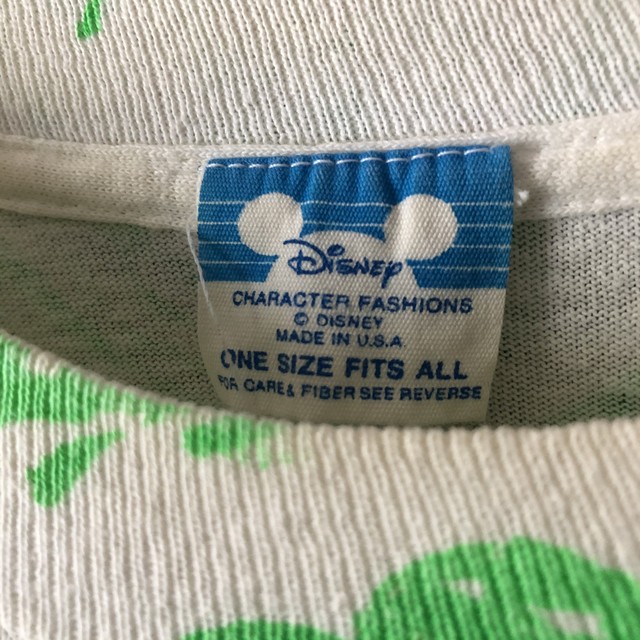 Disney
CHARACTER FASHIONS
© DISNEY
MADE IN U.S.A
ONE SIZE FITS ALL
FOR CARE & FIBER SEE REVERSE